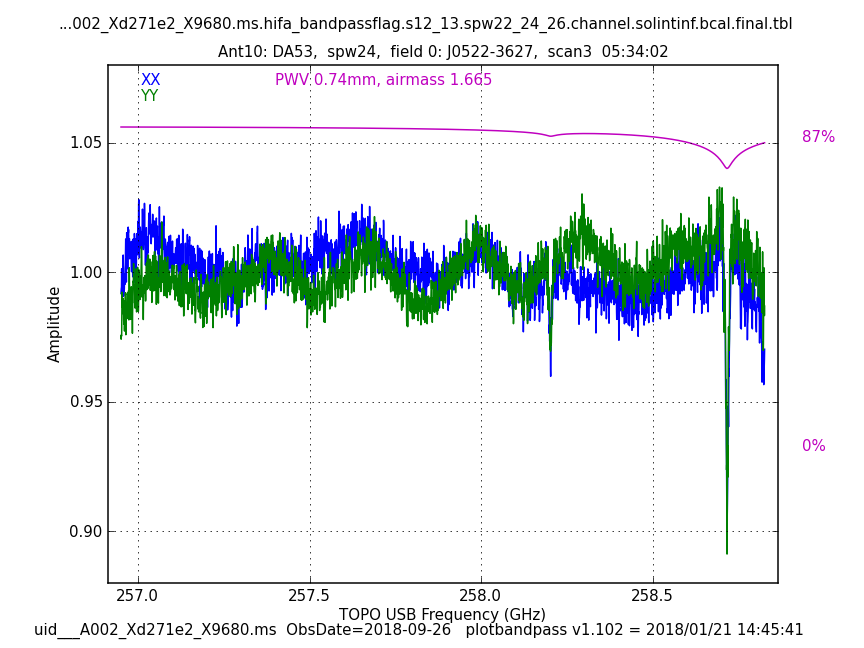 ...002_Xd271e2_X9680.ms.hifa_bandpassflag.s12_13.spw22_24_26.channel.solintinf.bcal.final.tbl
Ant10: DA53,  spw24,  field 0: J0522-3627,  scan3  05:34:02
XX
YY
PWV 0.74mm, airmass 1.665
87%
0%
1.05
1.00
0.95
0.90
Amplitude
257.0
257.5
258.0
258.5
TOPO USB Frequency (GHz)
uid___A002_Xd271e2_X9680.ms  ObsDate=2018-09-26   plotbandpass v1.102 = 2018/01/21 14:45:41